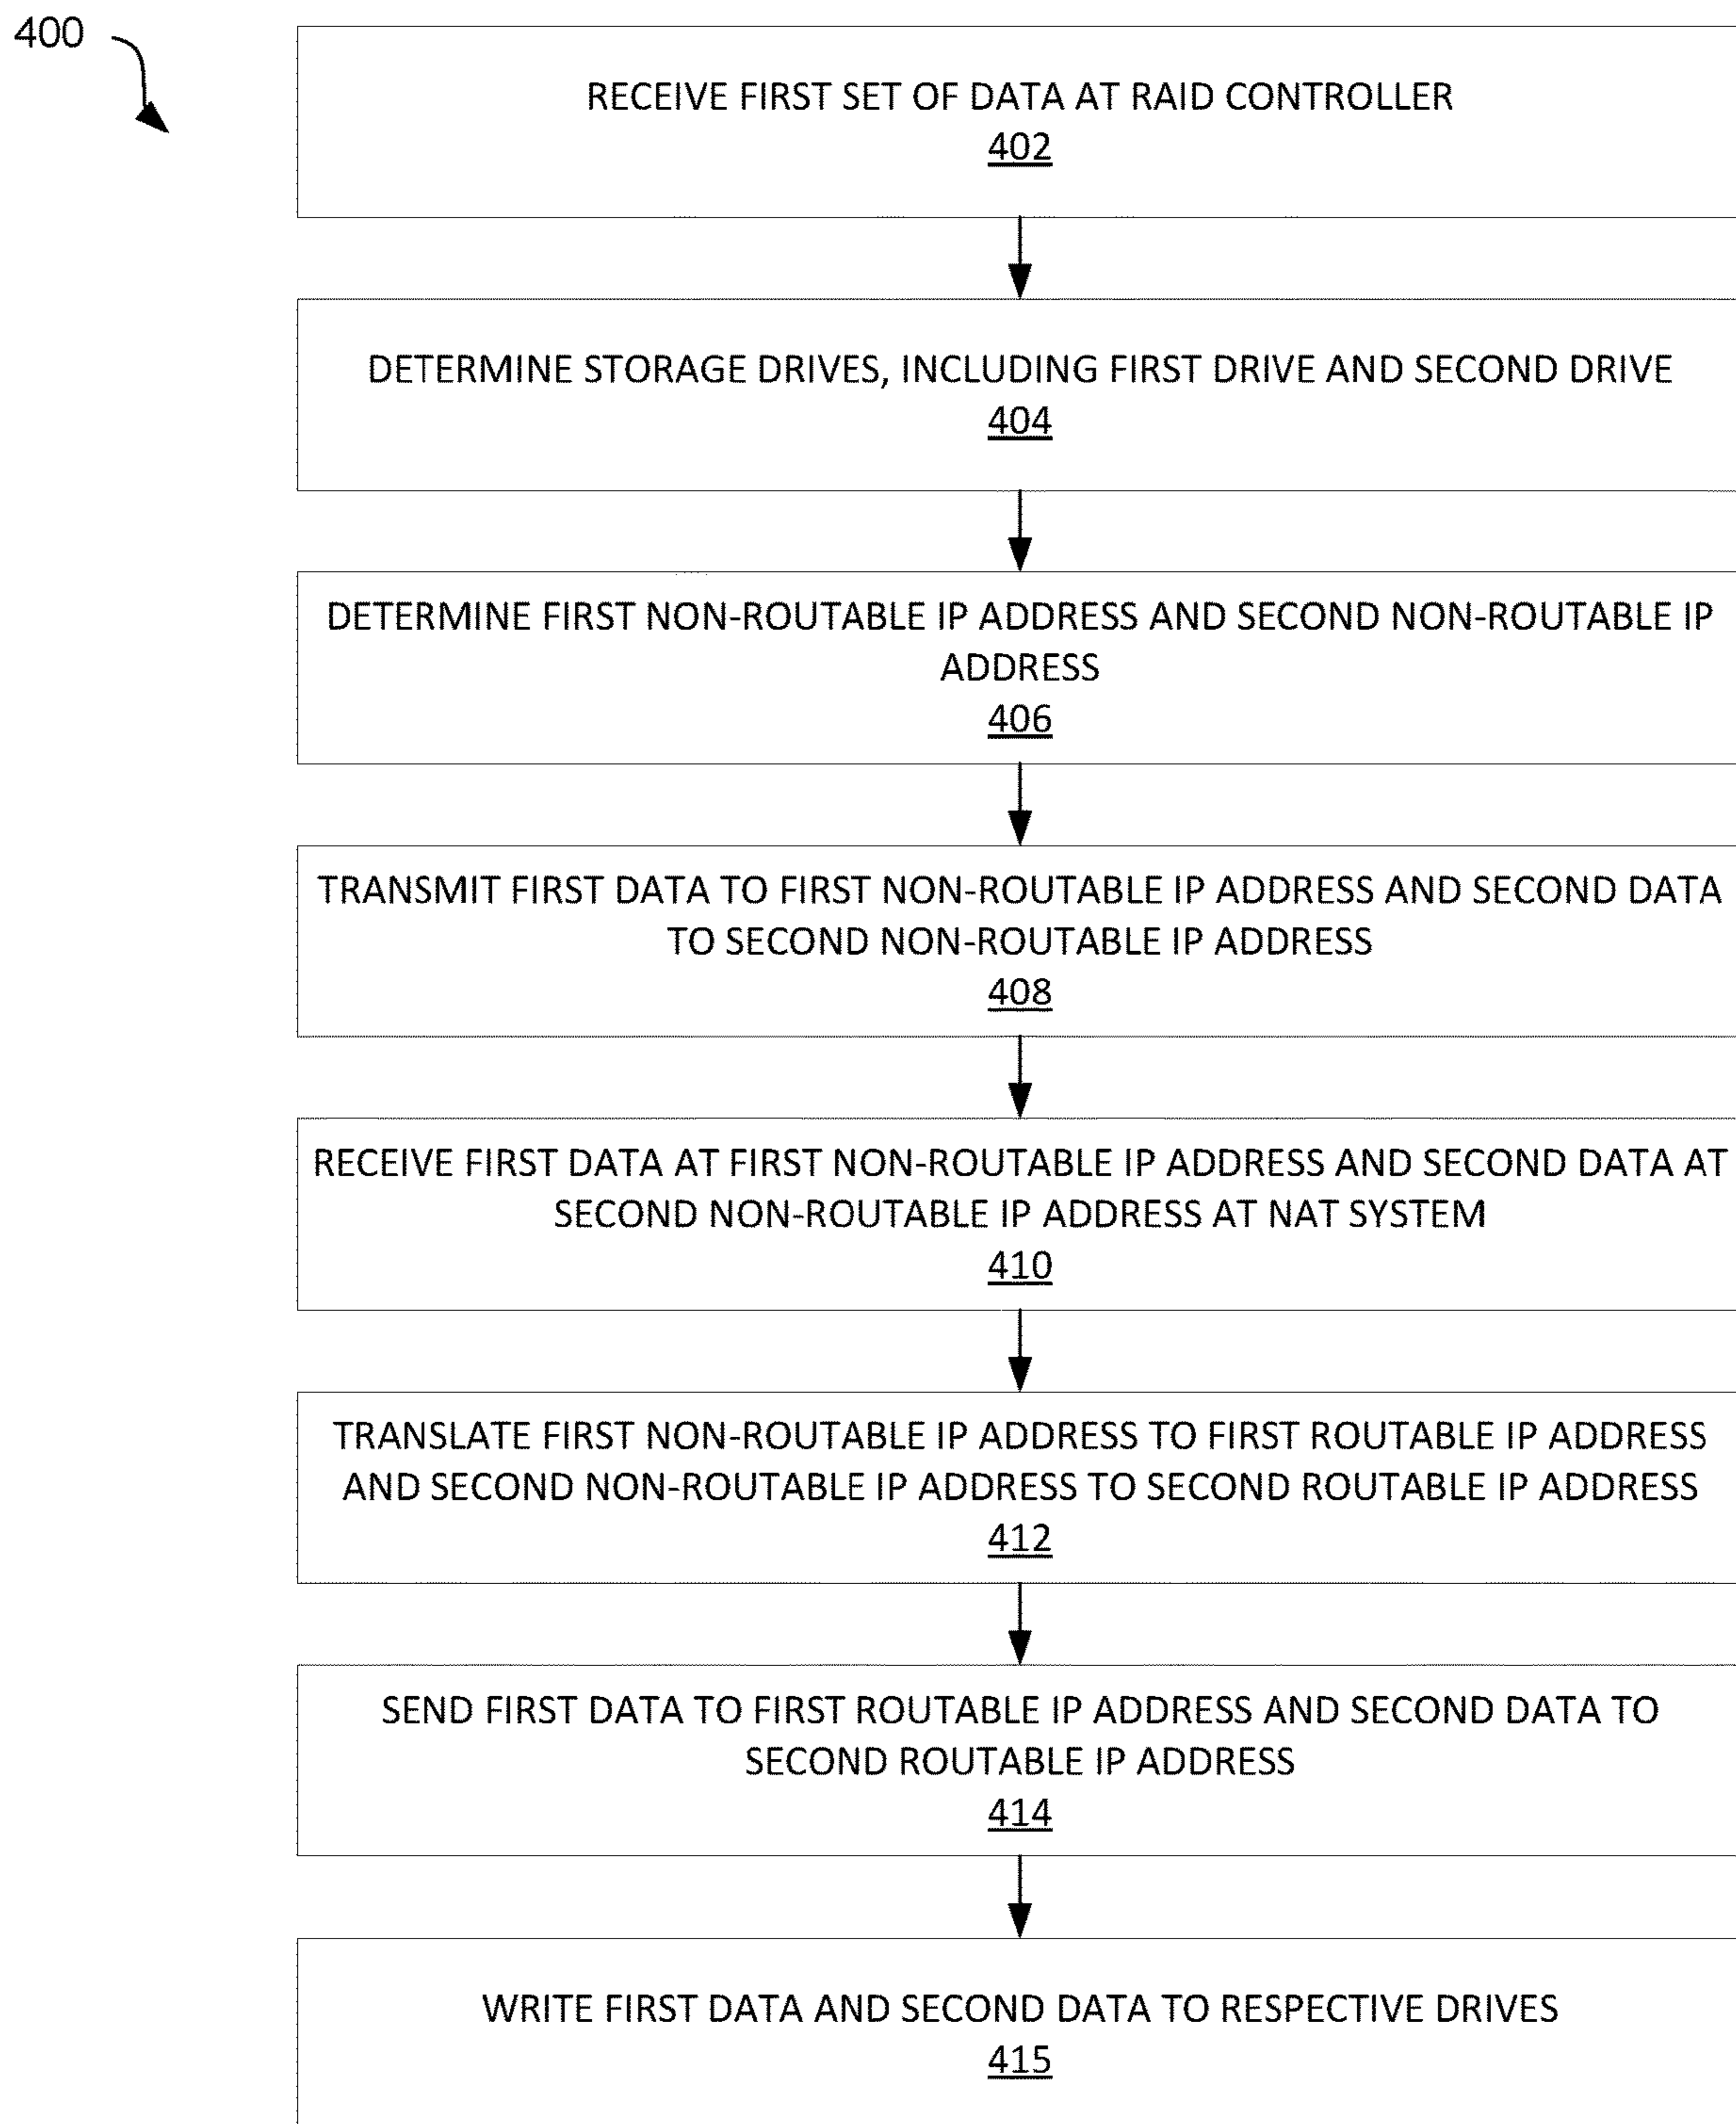 400
RECEIVE FIRST SET OF DATA AT RAID CONTROLLER
402
DETERMINE STORAGE DRIVES, INCLUDING FIRST DRIVE AND SECOND DRIVE
404
DETERMINE FIRST NON-ROUTABLE IP ADDRESS AND SECOND NON-ROUTABLE IP
ADDRESS
406
TRANSMIT FIRST DATA TO FIRST NON-ROUTABLE IP ADDRESS AND SECOND DATA
TO SECOND NON-ROUTABLE IP ADDRESS
408
RECEIVE FIRST DATA AT FIRST NON-ROUTABLE IP ADDRESS AND SECOND DATA AT
SECOND NON-ROUTABLE IP ADDRESS AT NAT SYSTEM
410
TRANSLATE FIRST NON-ROUTABLE IP ADDRESS TO FIRST ROUTABLE IP ADDRESS
AND SECOND NON-ROUTABLE IP ADDRESS TO SECOND ROUTABLE IP ADDRESS
412
SEND FIRST DATA TO FIRST ROUTABLE IP ADDRESS AND SECOND DATA TO
SECOND ROUTABLE IP ADDRESS
414
WRITE FIRST DATA AND SECOND DATA TO RESPECTIVE DRIVES
415